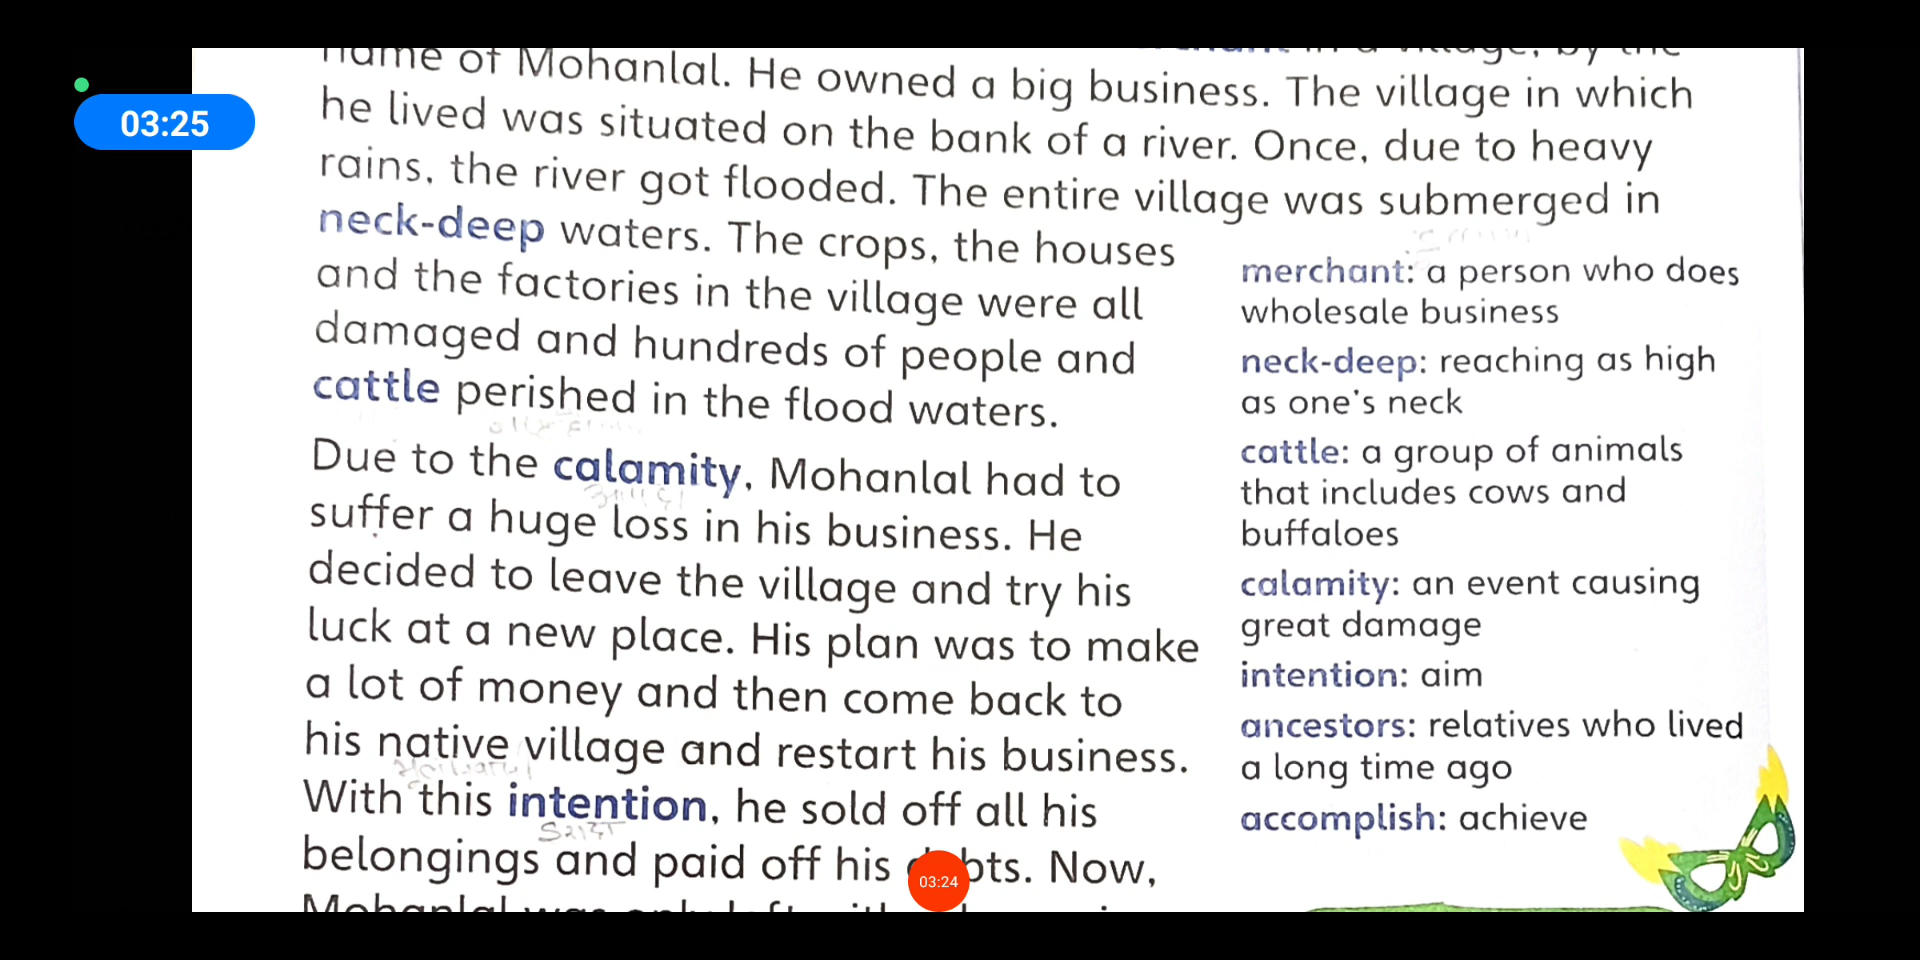 03:25
name of Mohanlal. He owned a big business. The village in which
he lived was situated on the bank of a river. Once, due to heavy
rains, the river got flooded. The entire village was submerged in
neck-deep waters. The crops, the houses
and the factories in the village were all
damaged and hundreds of people and
cattle perished in the flood waters.
Due to the calamity, Mohanlal had to
suffer a huge loss in his business. He
decided to leave the village and try his
luck at a new place. His plan was to make
a lot of money and then come back to
his native village and restart his business.
With this intention, he sold off all his
belongings and paid off his debts. Now,
merchant: a person who does
wholesale business
neck-deep: reaching as high
as one's neck
cattle: a group of animals
that includes cows and
buffaloes
calamity: an event causing
great damage
intention: aim
ancestors: relatives who lived
a long time ago
accomplish: achieve
03:24